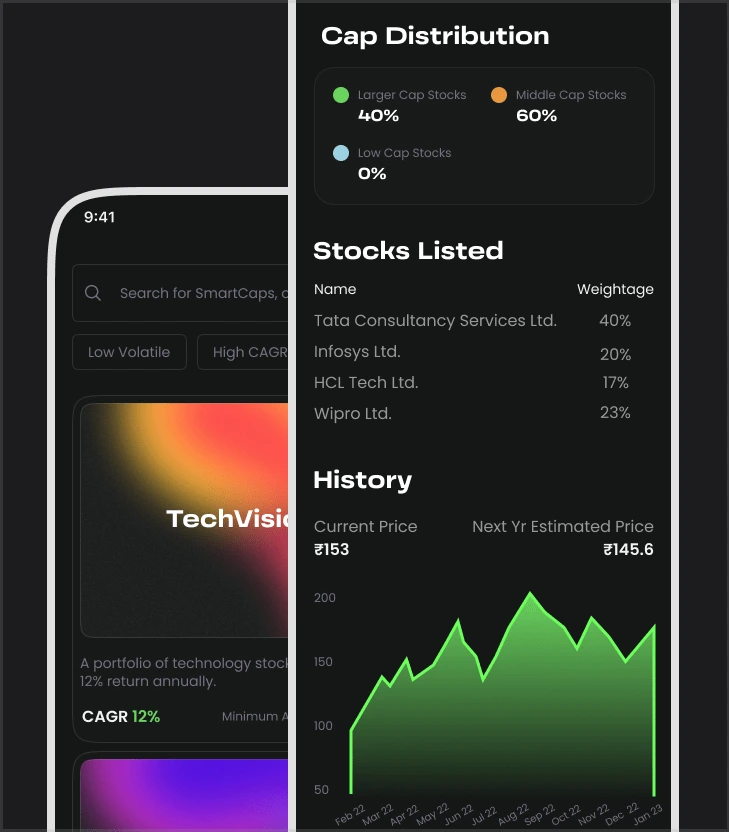 9:41
Search for SmartCaps,
Low Volatile
High CAGR
TechVisio
A portfolio of technology stock
12% return annually.
CAGR 12%
Minimum A
Cap Distribution
Larger Cap Stocks
40%
Middle Cap Stocks
60%
Low Cap Stocks
0%
Stocks Listed
Name Weightage
Tata Consultancy Services Ltd. 40%
Infosys Ltd. 20%
HCL Tech Ltd. 17%
Wipro Ltd. 23%
History
Current Price Next Yr Estimated Price
₹153 ₹145.6
200
150
100
50
Feb 22 Mar 22 Apr 22 May 22 Jun 22 Jul 22 Aug 22 Sep 22 Oct 22 Nov 22 Dec 22 Jan 23